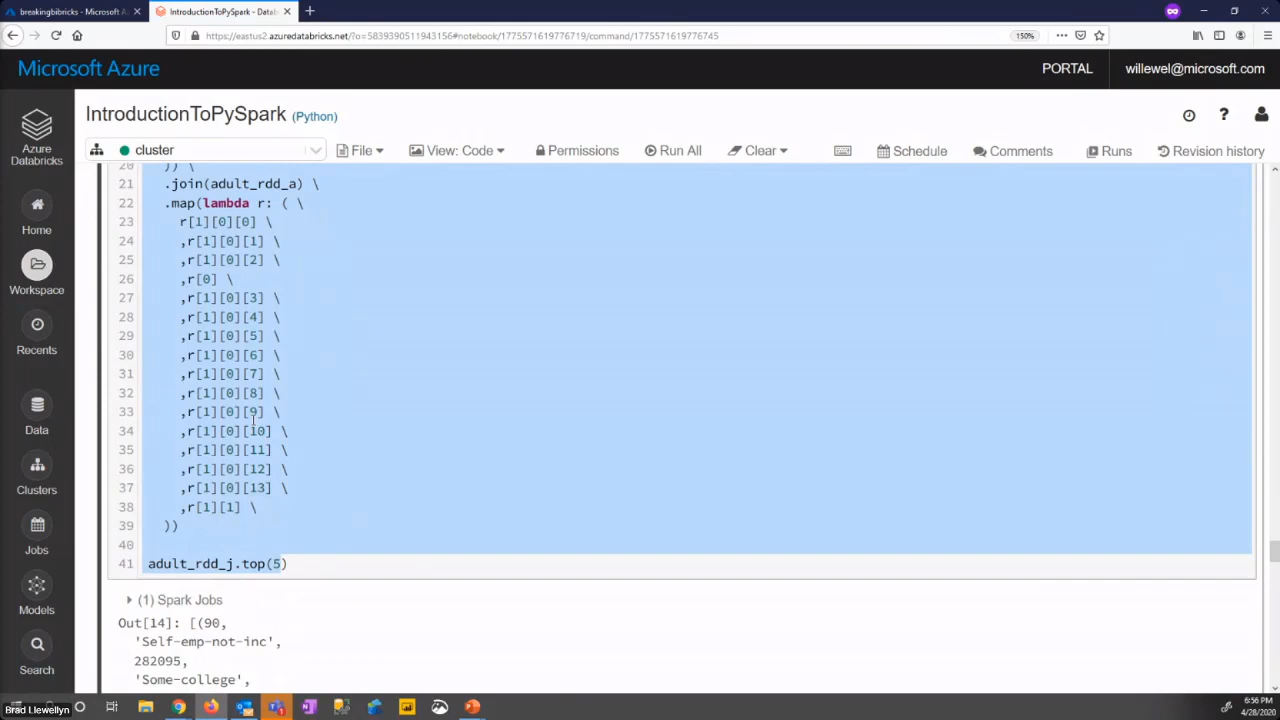 breakingbibricks - Microsoft A
IntroductionToPySpark - Datab
https://eastus2.azuredatabricks.net/?o=5839390511943156#notebook/1775571619776719/command/1775571619776745
150%
Microsoft Azure
PORTAL
willewel@microsoft.com
Azure Databricks
Home
Workspace
Recents
Data
Clusters
Jobs
Models
Search
IntroductionToPySpark (Python)
cluster
File
View: Code
Permissions
Run All
Clear
Schedule
Comments
Runs
Revision history
20 )) \
21 .join(adult_rdd_a) \
22 .map(lambda r: ( \
23 r[1][0][0] \
24 ,r[1][0][1] \
25 ,r[1][0][2] \
26 ,r[0] \
27 ,r[1][0][3] \
28 ,r[1][0][4] \
29 ,r[1][0][5] \
30 ,r[1][0][6] \
31 ,r[1][0][7] \
32 ,r[1][0][8] \
33 ,r[1][0][9] \
34 ,r[1][0][10] \
35 ,r[1][0][11] \
36 ,r[1][0][12] \
37 ,r[1][0][13] \
38 ,r[1][1] \
39 ))
40
41 adult_rdd_j.top(5)
(1) Spark Jobs
Out[14]: [(90,
'Self-emp-not-inc',
282095,
'Some-college',
Brad Llewellyn
6:56 PM
4/28/2020